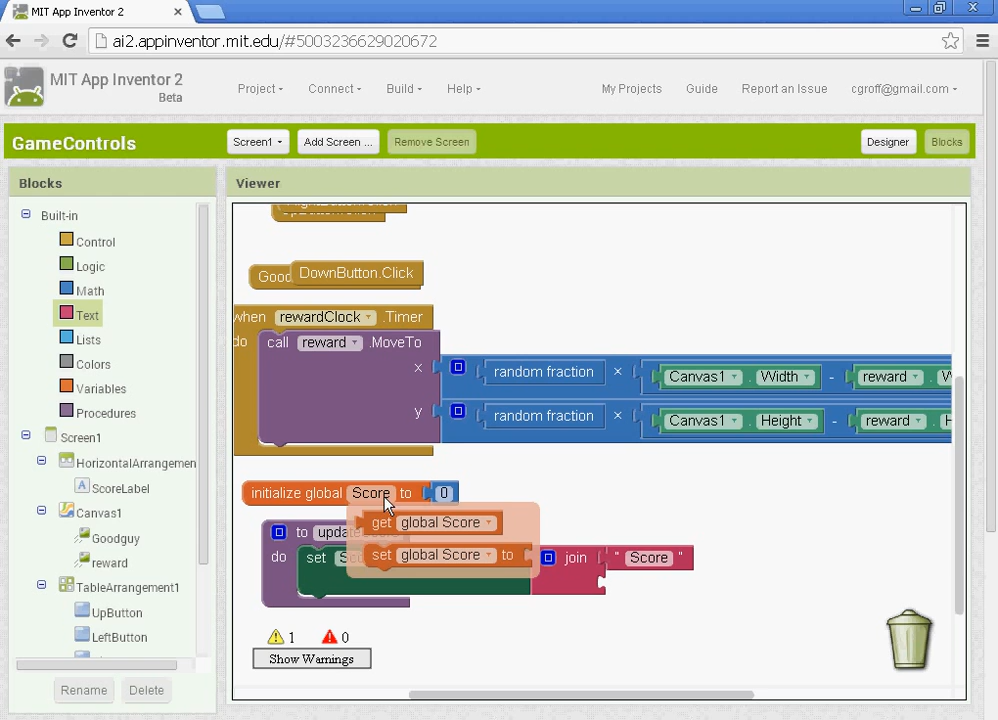 MIT App Inventor 2
ai2.appinventor.mit.edu/#5003236629020672
MIT App Inventor 2
Beta
Project
Connect
Build
Help
My Projects
Guide
Report an Issue
cgroff@gmail.com
GameControls
Screen1
Add Screen ...
Remove Screen
Designer
Blocks
Blocks
Built-in
Control
Logic
Math
Text
Lists
Colors
Variables
Procedures
Screen1
HorizontalArrangemen
ScoreLabel
Canvas1
Goodguy
reward
TableArrangement1
UpButton
LeftButton
Rename
Delete
Viewer
Good
DownButton.Click
when rewardClock .Timer
do call reward .MoveTo
x random fraction × Canvas1 . Width - reward . W
y random fraction × Canvas1 . Height - reward . H
initialize global Score to 0
get global Score
to
set global Score to
do set join " Score "
1 0
Show Warnings